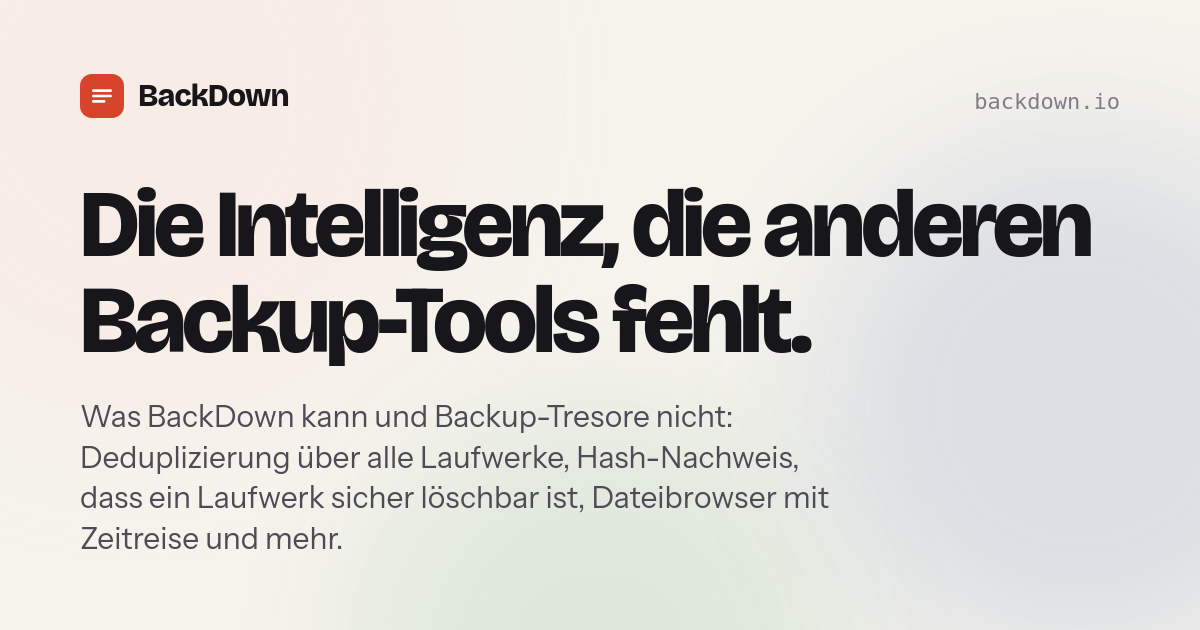 BackDown
backdown.io
Die Intelligenz, die anderen
Backup-Tools fehlt.
Was BackDown kann und Backup-Tresore nicht:
Deduplizierung über alle Laufwerke, Hash-Nachweis,
dass ein Laufwerk sicher löschbar ist, Dateibrowser mit
Zeitreise und mehr.